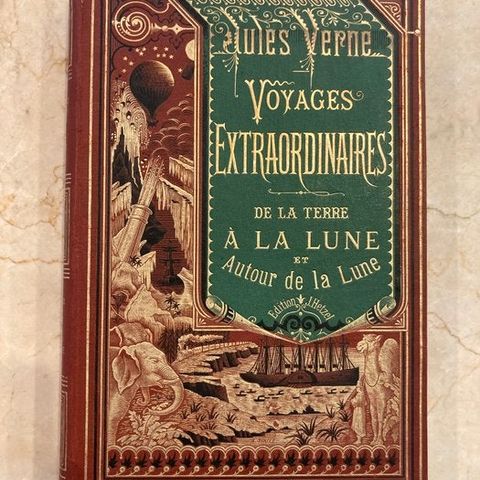 Jules Verne
Voyages
Extraordinaires
DE LA TERRE
À LA LUNE
ET
Autour de la Lune
Edition J. Hetzel